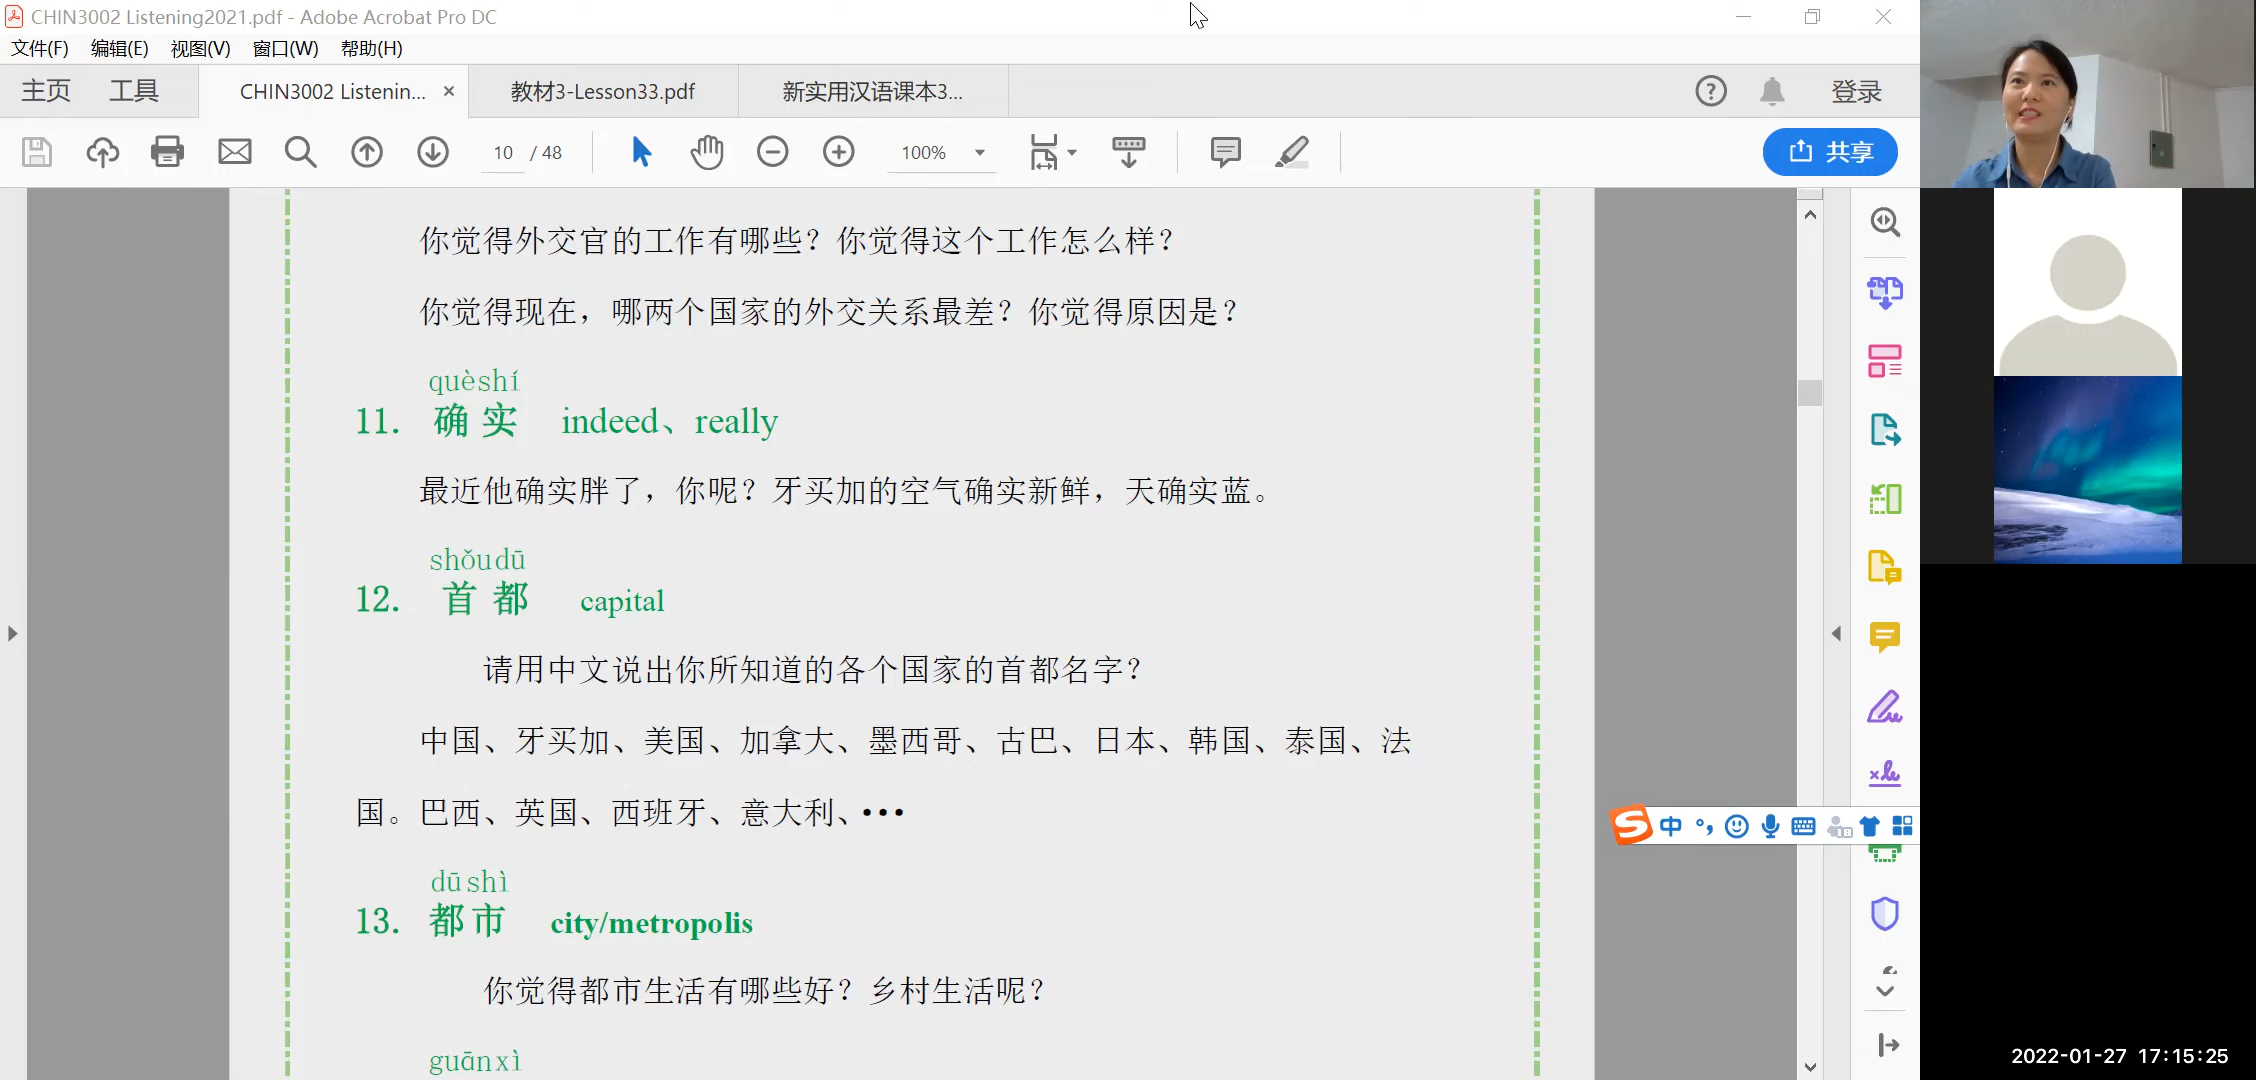 CHIN3002 Listening2021.pdf - Adobe Acrobat Pro DC
文件(F) 编辑(E) 视图(V) 窗口(W) 帮助(H)
主页 工具 CHIN3002 Listenin... × 教材3-Lesson33.pdf 新实用汉语课本3... 登录
10 / 48 100% 共享
你觉得外交官的工作有哪些？你觉得这个工作怎么样？
你觉得现在，哪两个国家的外交关系最差？你觉得原因是？
quèshí
11. 确实 indeed、really
最近他确实胖了，你呢？牙买加的空气确实新鲜，天确实蓝。
shǒudū
12. 首都 capital
请用中文说出你所知道的各个国家的首都名字？
中国、牙买加、美国、加拿大、墨西哥、古巴、日本、韩国、泰国、法
国。巴西、英国、西班牙、意大利、•••
中
dūshì
13. 都市 city/metropolis
你觉得都市生活有哪些好？乡村生活呢？
guānxì
2022-01-27 17:15:25